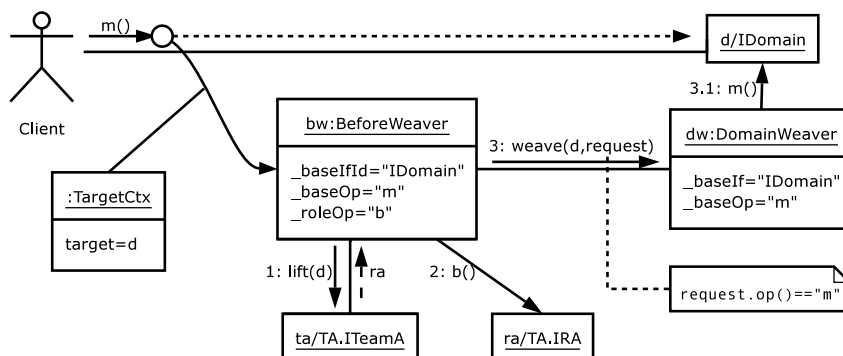 m()
d/IDomain
3.1: m()
Client
bw:BeforeWeaver
_baseIfId="IDomain"
_baseOp="m"
_roleOp="b"
3: weave(d,request)
dw:DomainWeaver
_baseIf="IDomain"
_baseOp="m"
:TargetCtx
target=d
1: lift(d)
ra
2: b()
request.op()=="m"
ta/TA.ITeamA
ra/TA.IRA